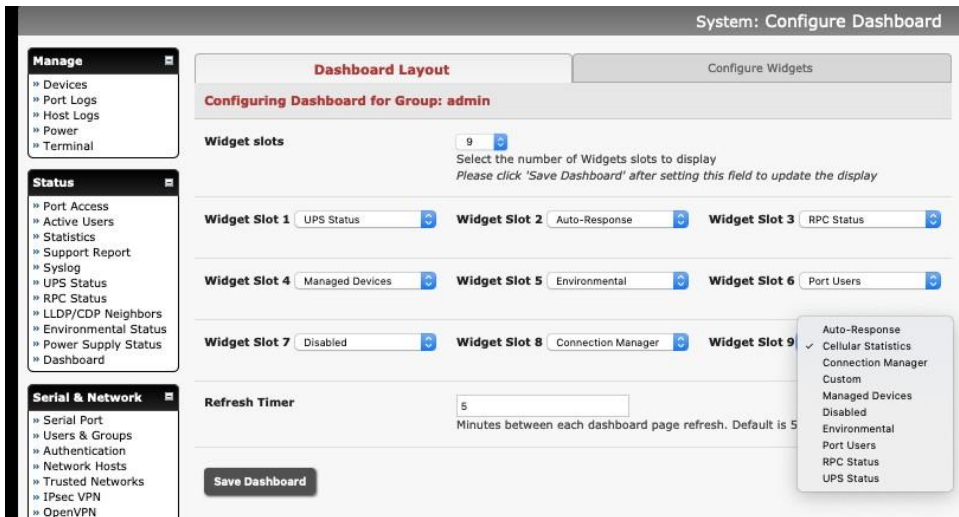 System: Configure Dashboard
Manage
» Devices
» Port Logs
» Host Logs
» Power
» Terminal
Status
» Port Access
» Active Users
» Statistics
» Support Report
» Syslog
» UPS Status
» RPC Status
» LLDP/CDP Neighbors
» Environmental Status
» Power Supply Status
» Dashboard
Serial & Network
» Serial Port
» Users & Groups
» Authentication
» Network Hosts
» Trusted Networks
» IPsec VPN
» OpenVPN
Dashboard Layout
Configure Widgets
Configuring Dashboard for Group: admin
Widget slots
9
Select the number of Widgets slots to display
Please click 'Save Dashboard' after setting this field to update the display
Widget Slot 1 UPS Status
Widget Slot 2 Auto-Response
Widget Slot 3 RPC Status
Widget Slot 4 Managed Devices
Widget Slot 5 Environmental
Widget Slot 6 Port Users
Widget Slot 7 Disabled
Widget Slot 8 Connection Manager
Widget Slot 9
Auto-Response
✓ Cellular Statistics
Connection Manager
Custom
Managed Devices
Disabled
Environmental
Port Users
RPC Status
UPS Status
Refresh Timer
5
Minutes between each dashboard page refresh. Default is 5
Save Dashboard